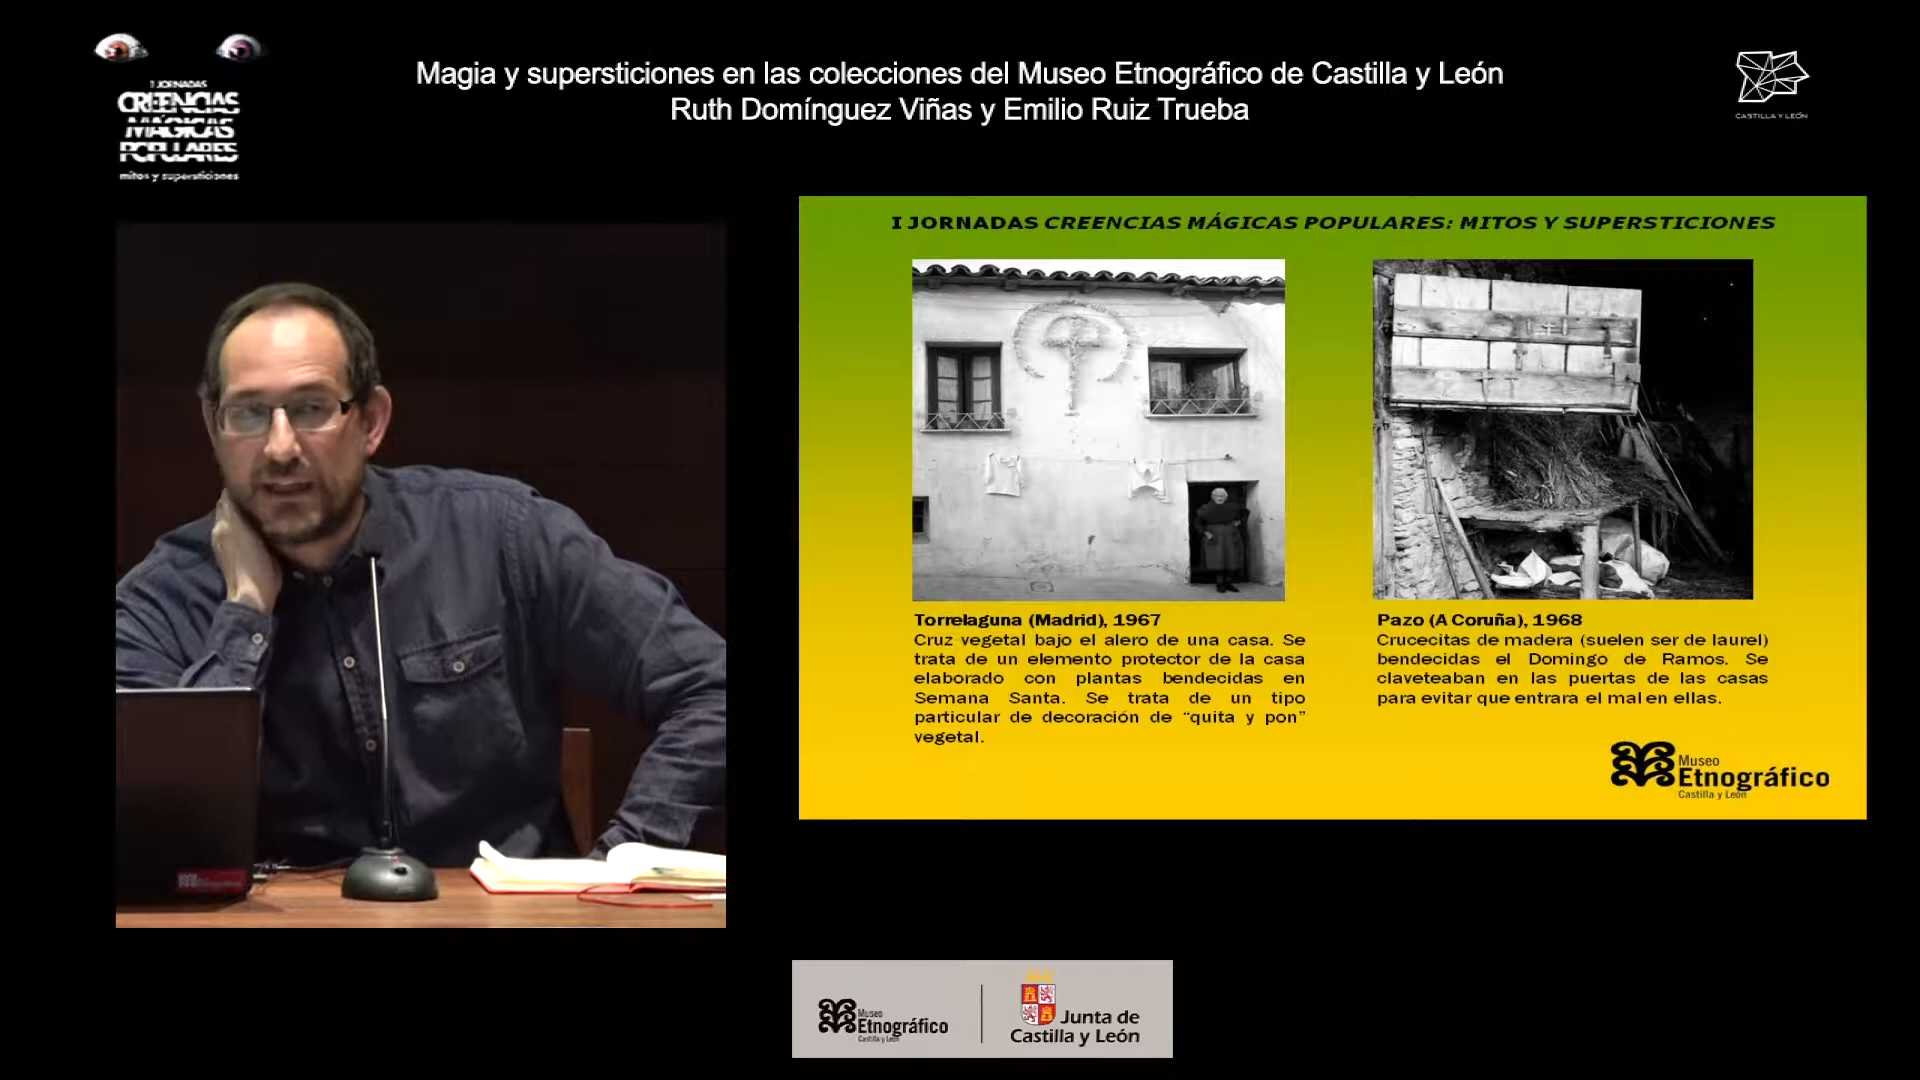 I JORNADAS
CREENCIAS
MÁGICAS
POPULARES
mitos y supersticiones
Magia y supersticiones en las colecciones del Museo Etnográfico de Castilla y León
Ruth Domínguez Viñas y Emilio Ruiz Trueba
CASTILLA Y LEÓN
I JORNADAS CREENCIAS MÁGICAS POPULARES: MITOS Y SUPERSTICIONES
Torrelaguna (Madrid), 1967
Cruz vegetal bajo el alero de una casa. Se
trata de un elemento protector de la casa
elaborado con plantas bendecidas en
Semana Santa. Se trata de un tipo
particular de decoración de “quita y pon”
vegetal.
Pazo (A Coruña), 1968
Crucecitas de madera (suelen ser de laurel)
bendecidas el Domingo de Ramos. Se
claveteaban en las puertas de las casas
para evitar que entrara el mal en ellas.
Museo
Etnográfico
Castilla y León
Museo
Etnográfico
Castilla y León
Junta de
Castilla y León